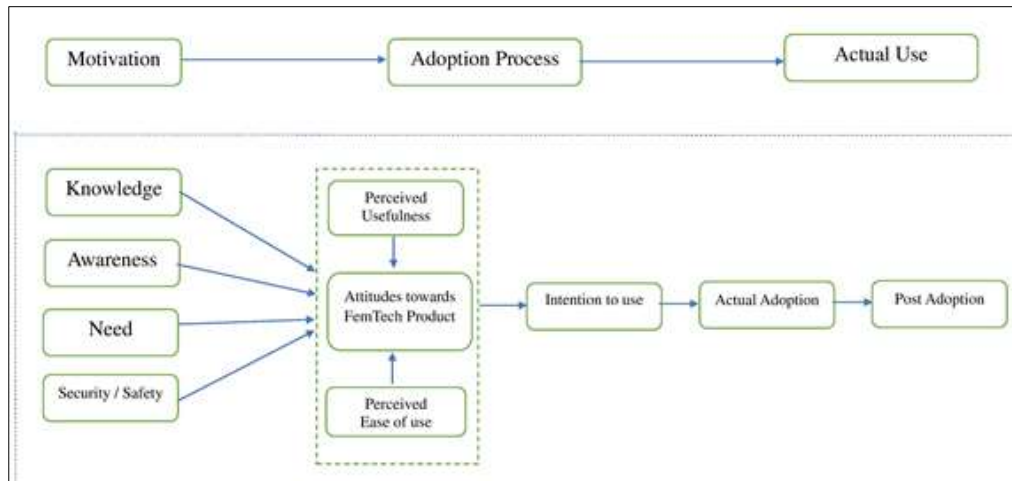 Motivation
Adoption Process
Actual Use
Knowledge
Awareness
Need
Security / Safety
Perceived
Usefulness
Attitudes towards
FemTech Product
Perceived
Ease of use
Intention to use
Actual Adoption
Post Adoption